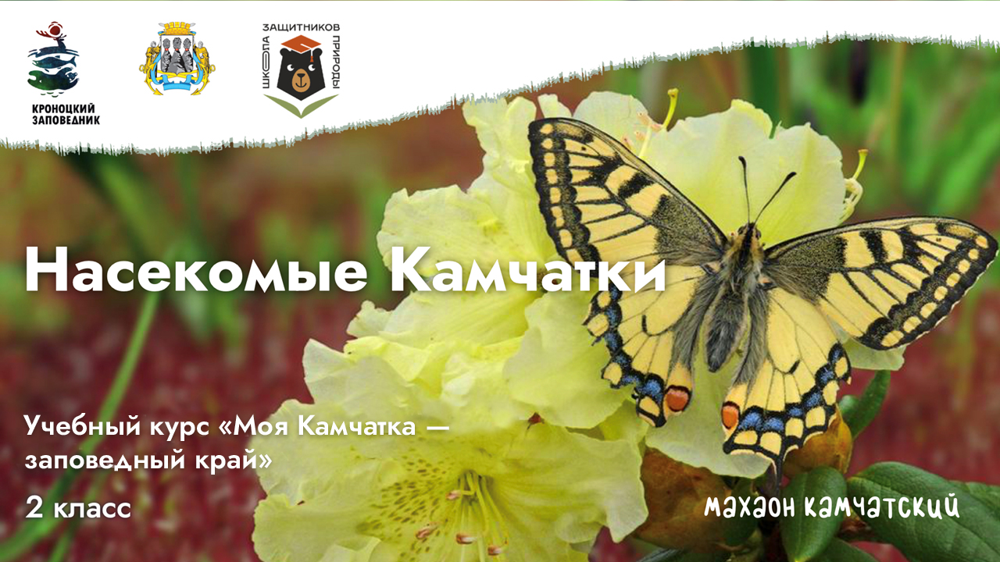 КРОНОЦКИЙ
ЗАПОВЕДНИК
ШКОЛА
ЗАЩИТНИКОВ
ПРИРОДЫ
Насекомые Камчатки
Учебный курс «Моя Камчатка —
заповедный край»
2 класс
махаон камчатский